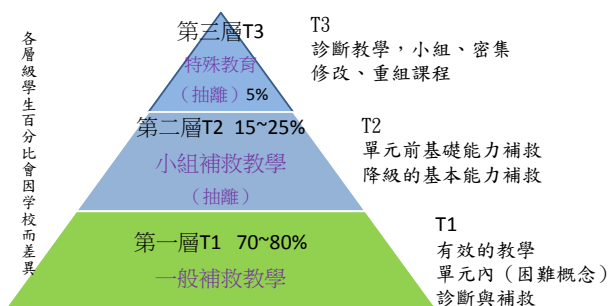 各層級學生百分比會因學校而差異
第三層T3
特殊教育
（抽離）5%
T3
診斷教學，小組、密集
修改、重組課程
第二層T2 15~25%
小組補救教學
（抽離）
T2
單元前基礎能力補救
降級的基本能力補救
第一層T1 70~80%
一般補救教學
T1
有效的教學
單元內（困難概念）
診斷與補救